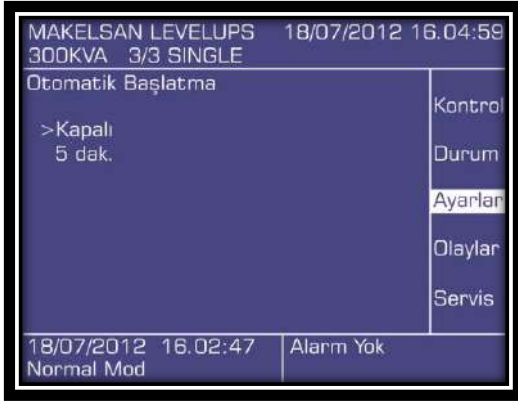 MAKELSAN LEVELUPS 18/07/2012 16.04:59
300KVA 3/3 SINGLE
Otomatik Başlatma
>Kapalı
5 dak.
Kontrol
Durum
Ayarlar
Olaylar
Servis
18/07/2012 16.02:47 Alarm Yok
Normal Mod